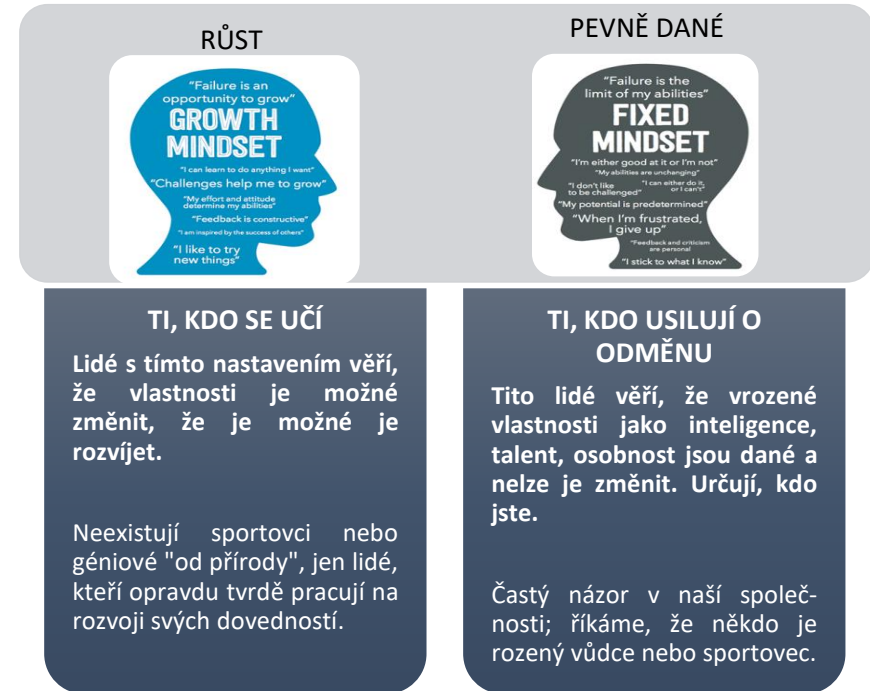 RŮST
"Failure is an
opportunity to grow"
GROWTH
MINDSET
"I can learn to do anything I want"
"Challenges help me to grow"
"My effort and attitude
determine my abilities"
"Feedback is constructive"
"I am inspired by the success of others"
"I like to try
new things"
PEVNĚ DANÉ
"Failure is the
limit of my abilities"
FIXED
MINDSET
"I'm either good at it or I'm not"
"My abilities are unchanging"
"I don't like
to be challenged"
"I can either do it,
or I can't"
"My potential is predetermined"
"When I'm frustrated,
I give up"
"Feedback and criticism
are personal"
"I stick to what I know"
TI, KDO SE UČÍ
Lidé s tímto nastavením věří,
že vlastnosti je možné
změnit, že je možné je
rozvíjet.
Neexistují sportovci nebo
géniové "od přírody", jen lidé,
kteří opravdu tvrdě pracují na
rozvoji svých dovedností.
TI, KDO USILUJÍ O
ODMĚNU
Tito lidé věří, že vrozené
vlastnosti jako inteligence,
talent, osobnost jsou dané a
nelze je změnit. Určují, kdo
jste.
Častý názor v naší společ-
nosti; říkáme, že někdo je
rozený vůdce nebo sportovec.